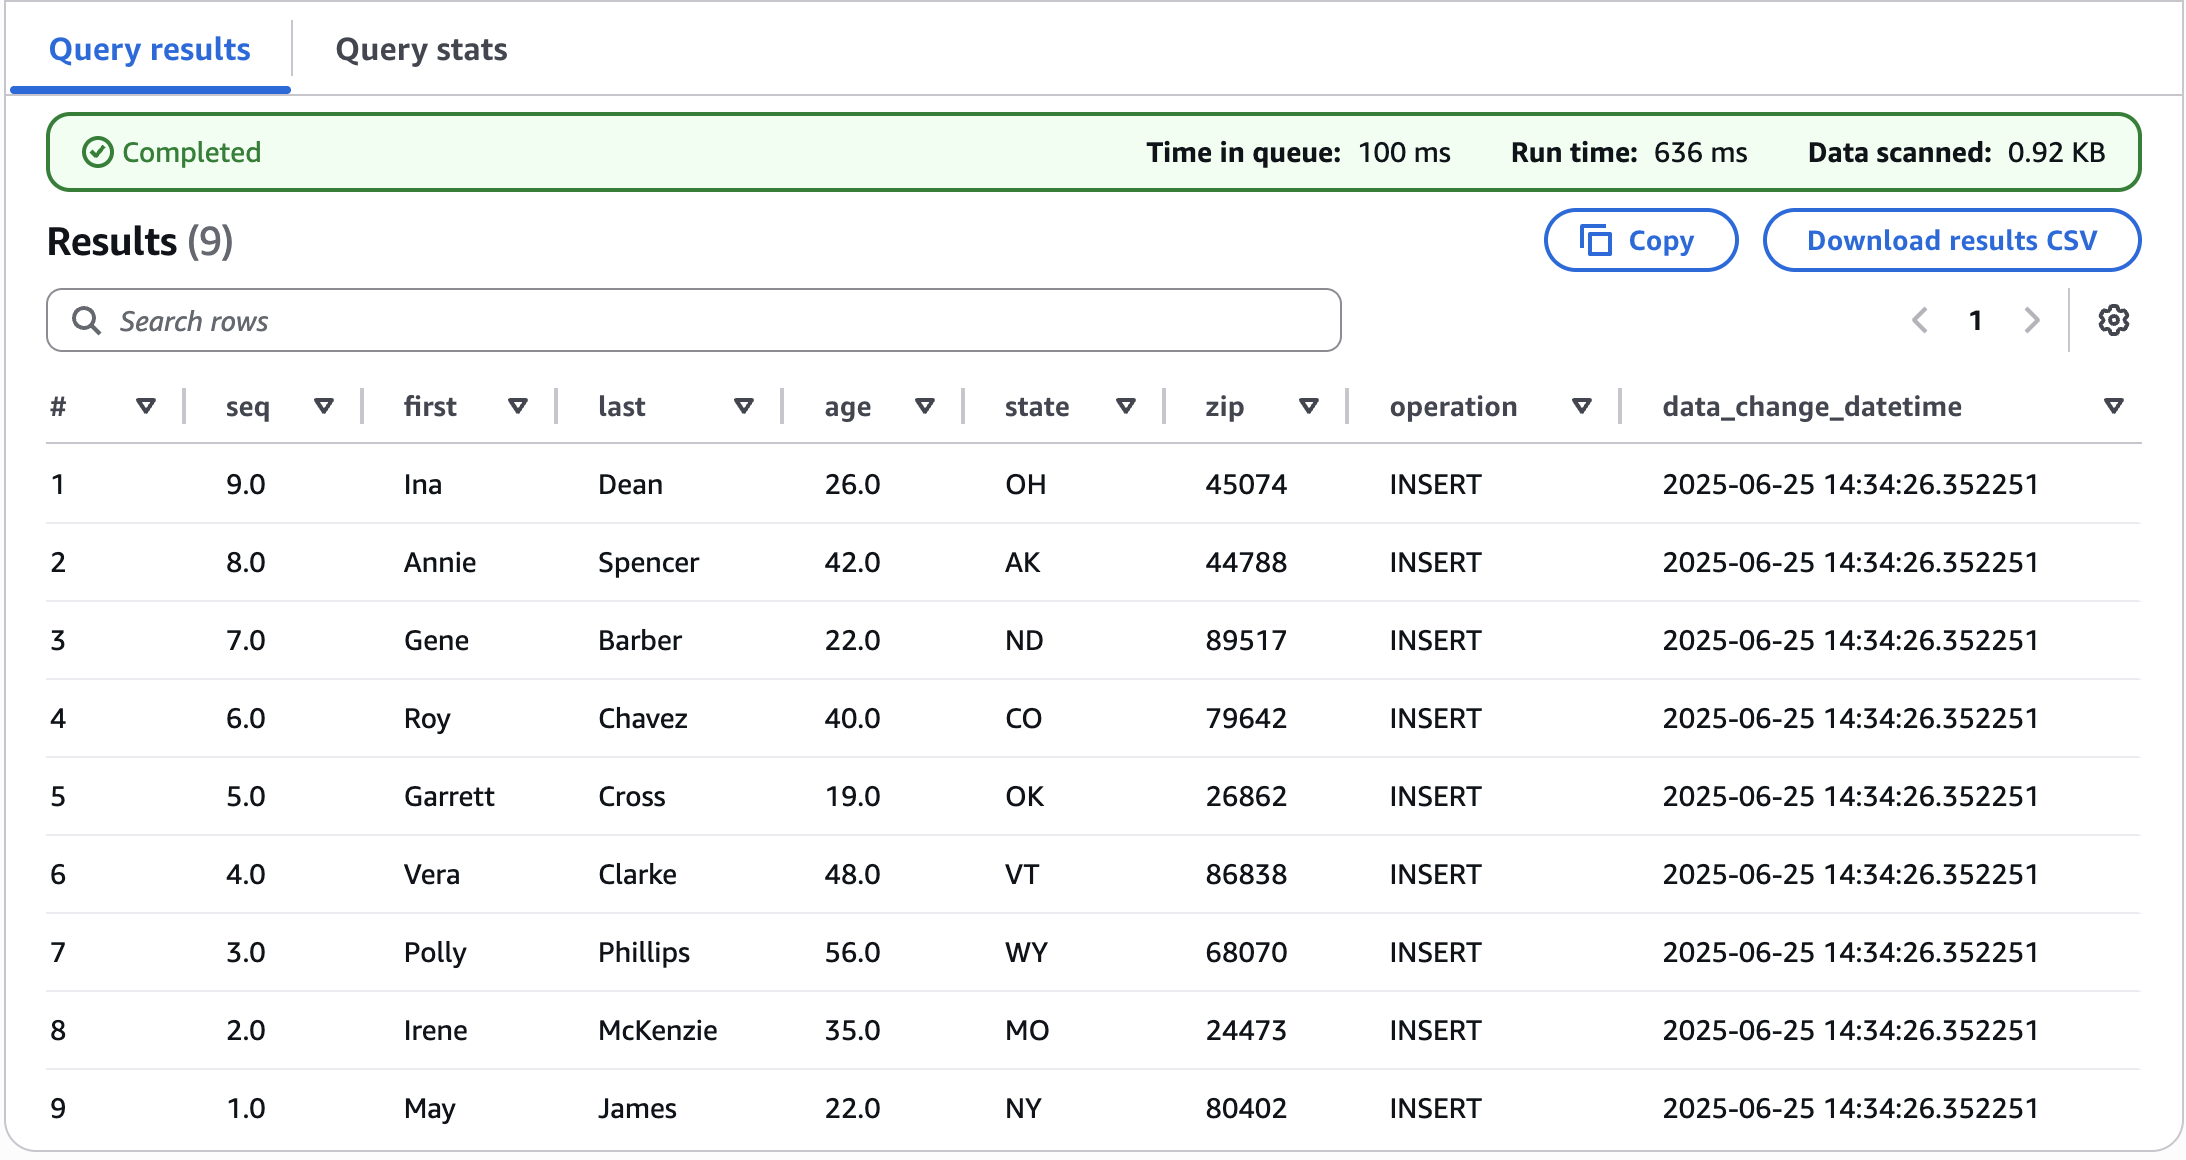 Query results Query stats
Completed Time in queue: 100 ms Run time: 636 ms Data scanned: 0.92 KB
Results (9) Copy Download results CSV
Search rows 1
# seq first last age state zip operation data_change_datetime
1 9.0 Ina Dean 26.0 OH 45074 INSERT 2025-06-25 14:34:26.352251
2 8.0 Annie Spencer 42.0 AK 44788 INSERT 2025-06-25 14:34:26.352251
3 7.0 Gene Barber 22.0 ND 89517 INSERT 2025-06-25 14:34:26.352251
4 6.0 Roy Chavez 40.0 CO 79642 INSERT 2025-06-25 14:34:26.352251
5 5.0 Garrett Cross 19.0 OK 26862 INSERT 2025-06-25 14:34:26.352251
6 4.0 Vera Clarke 48.0 VT 86838 INSERT 2025-06-25 14:34:26.352251
7 3.0 Polly Phillips 56.0 WY 68070 INSERT 2025-06-25 14:34:26.352251
8 2.0 Irene McKenzie 35.0 MO 24473 INSERT 2025-06-25 14:34:26.352251
9 1.0 May James 22.0 NY 80402 INSERT 2025-06-25 14:34:26.352251